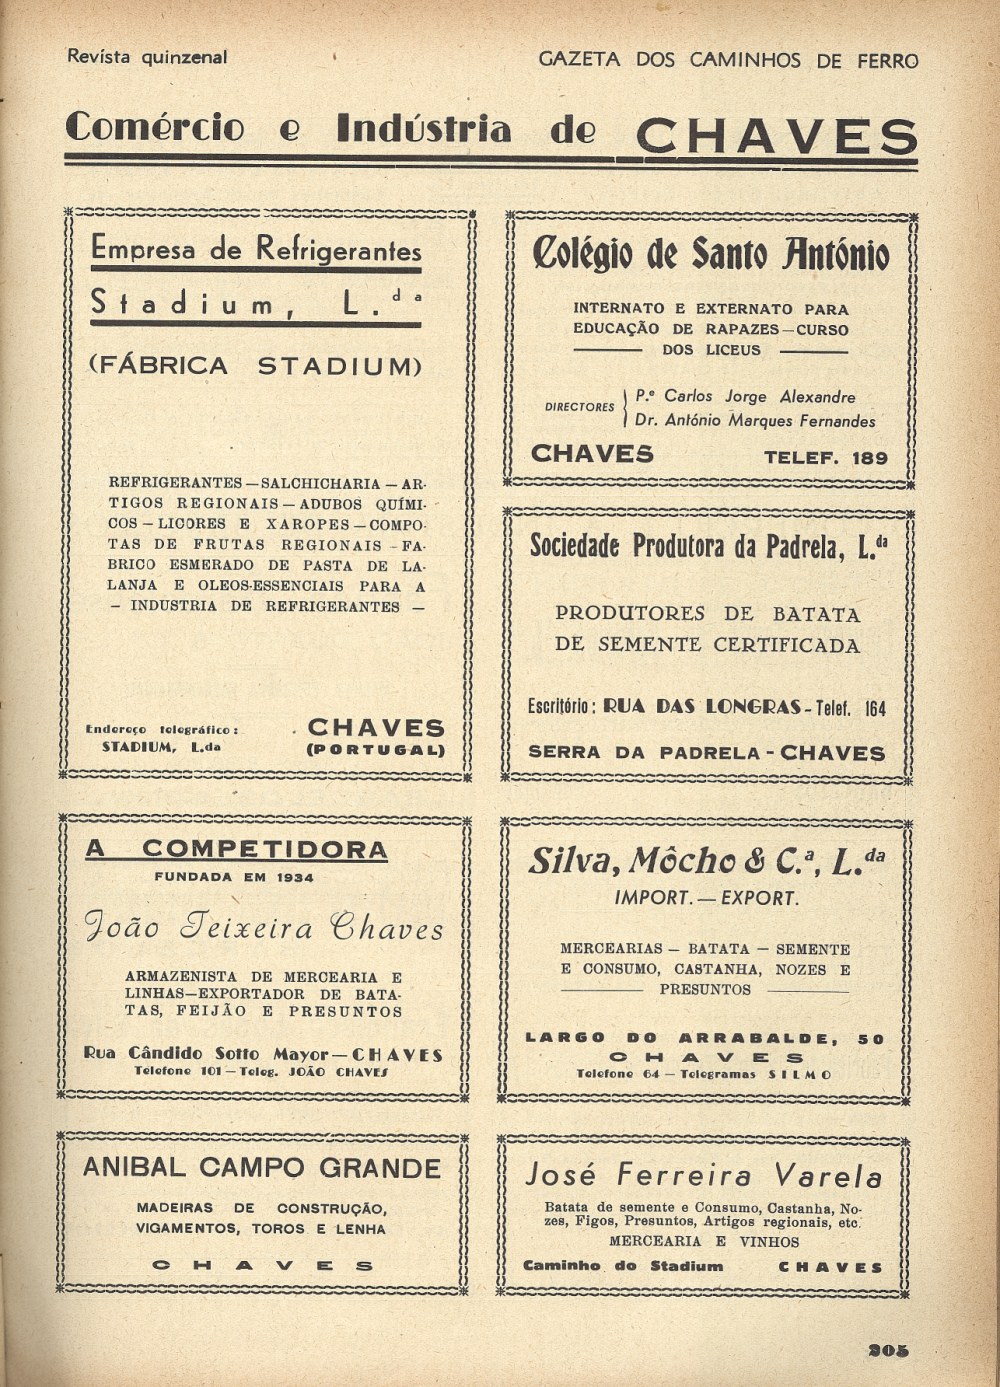 Revista quinzenal
GAZETA DOS CAMINHOS DE FERRO
Comércio e Indústria de CHAVES
Empresa de Refrigerantes
Stadium, L.da
(FÁBRICA STADIUM)
REFRIGERANTES — SALCHICHARIA — AR-
TIGOS REGIONAIS — ADUBOS QUÍMI-
COS — LICORES E XAROPES — COMPO-
TAS DE FRUTAS REGIONAIS - FA-
BRICO ESMERADO DE PASTA DE LA-
LANJA E OLEOS-ESSENCIAIS PARA A
— INDUSTRIA DE REFRIGERANTES —
Endereço telegráfico:
STADIUM, L.da
CHAVES
(PORTUGAL)
Colégio de Santo António
INTERNATO E EXTERNATO PARA
EDUCAÇÃO DE RAPAZES — CURSO
DOS LICEUS
DIRECTORES
P.e Carlos Jorge Alexandre
Dr. António Marques Fernandes
CHAVES TELEF. 189
Sociedade Produtora da Padrela, L.da
PRODUTORES DE BATATA
DE SEMENTE CERTIFICADA
Escritório: RUA DAS LONGRAS - Telef. 164
SERRA DA PADRELA - CHAVES
A COMPETIDORA
FUNDADA EM 1934
João Teixeira Chaves
ARMAZENISTA DE MERCEARIA E
LINHAS—EXPORTADOR DE BATA-
TAS, FEIJÃO E PRESUNTOS
Rua Cândido Sotto Mayor — CHAVES
Telefone 101 — Teleg. JOÃO CHAVES
Silva, Môcho & C.a, L.da
IMPORT. — EXPORT.
MERCEARIAS — BATATA — SEMENTE
E CONSUMO, CASTANHA, NOZES E
PRESUNTOS
LARGO DO ARRABALDE, 50
CHAVES
Telefone 64 — Telegramas SILMO
ANIBAL CAMPO GRANDE
MADEIRAS DE CONSTRUÇÃO,
VIGAMENTOS, TOROS E LENHA
CHAVES
José Ferreira Varela
Batata de semente e Consumo, Castanha, No-
zes, Figos, Presuntos, Artigos regionais, etc.
MERCEARIA E VINHOS
Caminho do Stadium CHAVES
205